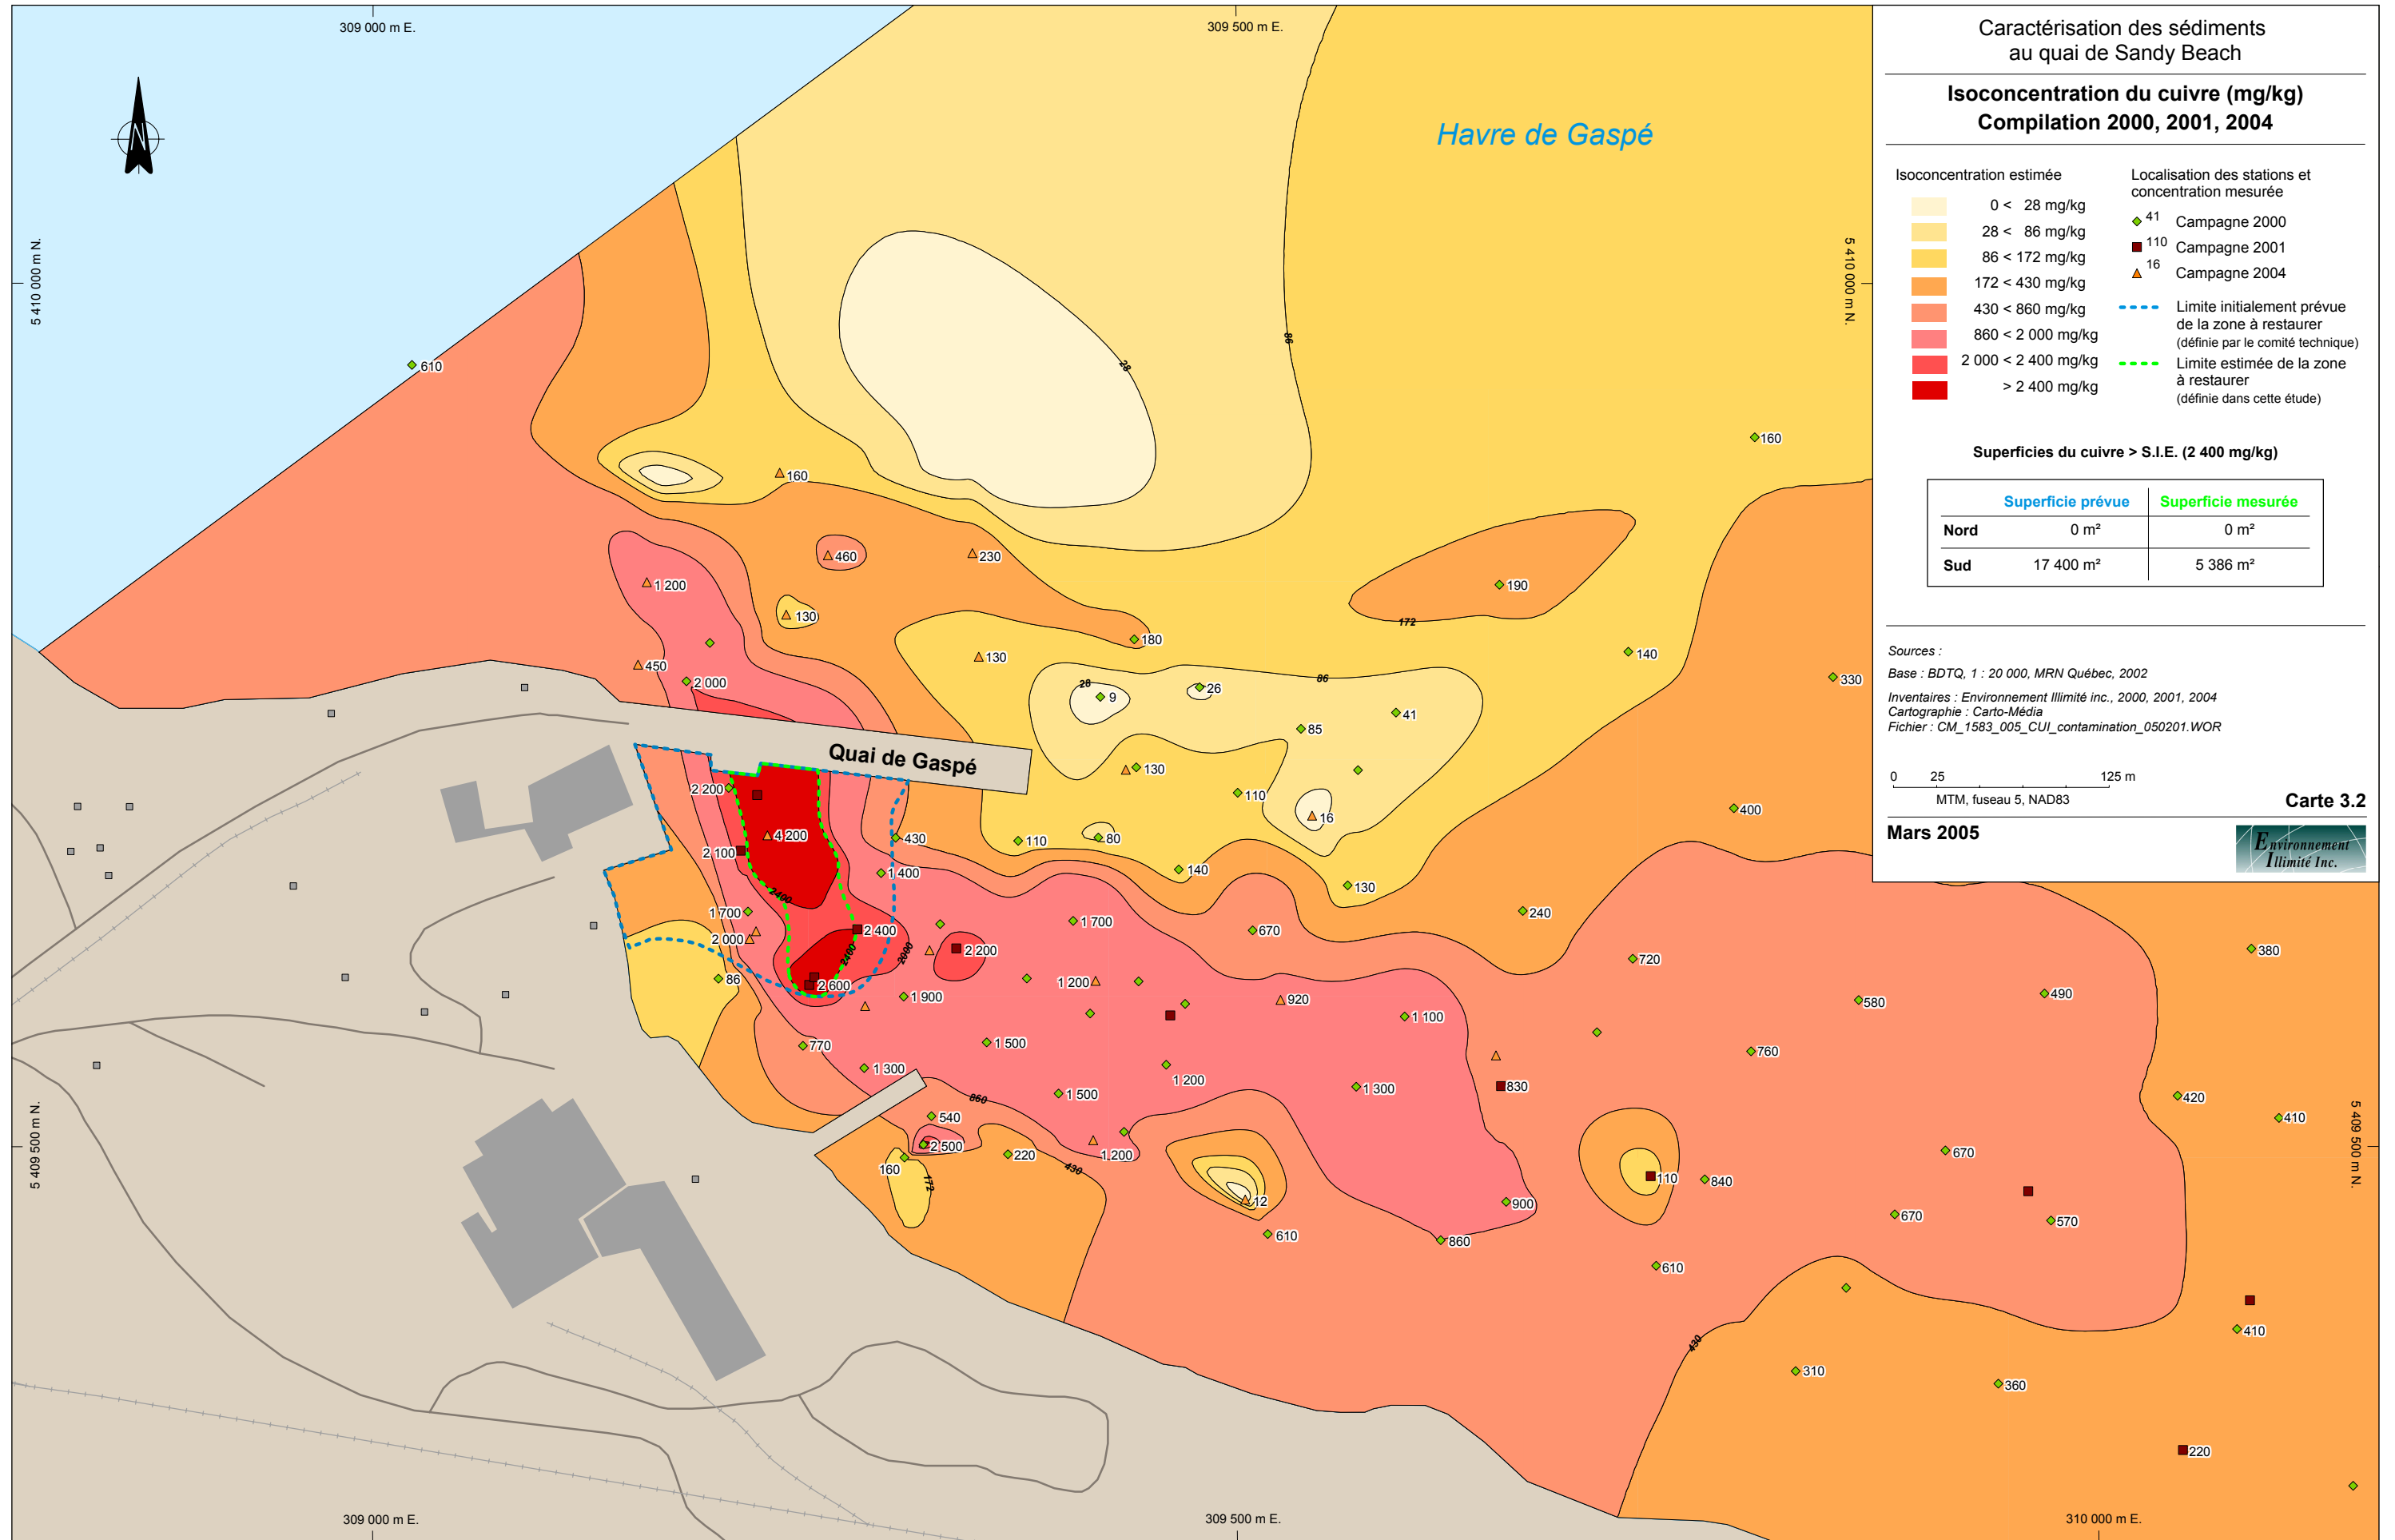 309 000 m E.
309 500 m E.
Caractérisation des sédiments
au quai de Sandy Beach
Isoconcentration du cuivre (mg/kg)
Compilation 2000, 2001, 2004
Isoconcentration estimée
0 < 28 mg/kg
28 < 86 mg/kg
86 < 172 mg/kg
172 < 430 mg/kg
430 < 860 mg/kg
860 < 2 000 mg/kg
2 000 < 2 400 mg/kg
> 2 400 mg/kg
Localisation des stations et
concentration mesurée
41 Campagne 2000
110 Campagne 2001
16 Campagne 2004
Limite initialement prévue
de la zone à restaurer
(définie par le comité technique)
Limite estimée de la zone
à restaurer
(définie dans cette étude)
Superficies du cuivre > S.I.E. (2 400 mg/kg)
Superficie prévue Superficie mesurée
Nord 0 m² 0 m²
Sud 17 400 m² 5 386 m²
Sources :
Base : BDTQ, 1 : 20 000, MRN Québec, 2002
Inventaires : Environnement Illimité inc., 2000, 2001, 2004
Cartographie : Carto-Média
Fichier : CM_1583_005_CUI_contamination_050201.WOR
0 25 125 m
MTM, fuseau 5, NAD83
Carte 3.2
Mars 2005
Environnement
Illimité Inc.
N
Havre de Gaspé
5 410 000 m N.
5 410 000 m N.
86
28
610
160
160
460
230
1 200
190
130
172
180
140
450
130
2 000
86
330
28
9
26
41
85
Quai de Gaspé
130
2 200
110
400
16
4 200
430
110
80
2 100
140
1 400
130
2400
1 700
240
1 700
2 000
2 400
670
2400
2000
2 200
380
720
86
2 600
1 200
490
1 900
920
580
1 100
770
1 500
760
1 300
1 200
1 300
830
860
1 500
420
540
410
5 409 500 m N.
5 409 500 m N.
2 500
220
1 200
670
160
430
172
110
840
12
900
670
570
610
860
610
410
430
310
360
220
309 000 m E.
309 500 m E.
310 000 m E.